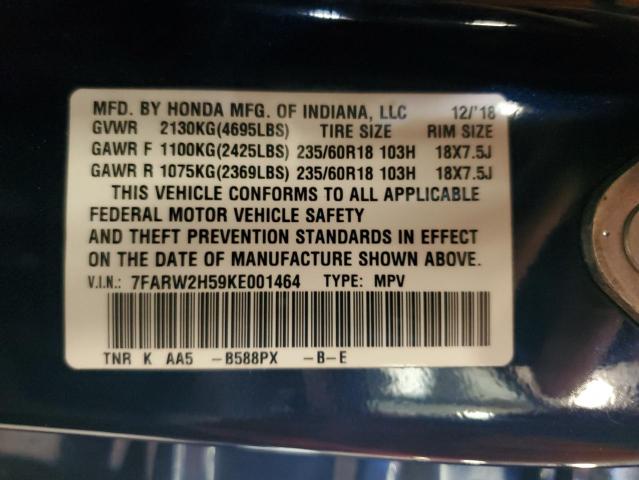 MFD. BY HONDA MFG. OF INDIANA, LLC 12/'18
GVWR 2130KG(4695LBS) TIRE SIZE RIM SIZE
GAWR F 1100KG(2425LBS) 235/60R18 103H 18X7.5J
GAWR R 1075KG(2369LBS) 235/60R18 103H 18X7.5J
THIS VEHICLE CONFORMS TO ALL APPLICABLE
FEDERAL MOTOR VEHICLE SAFETY
AND THEFT PREVENTION STANDARDS IN EFFECT
ON THE DATE OF MANUFACTURE SHOWN ABOVE.
V.I.N.: 7FARW2H59KE001464 TYPE: MPV
TNR K AA5 -B588PX -B-E